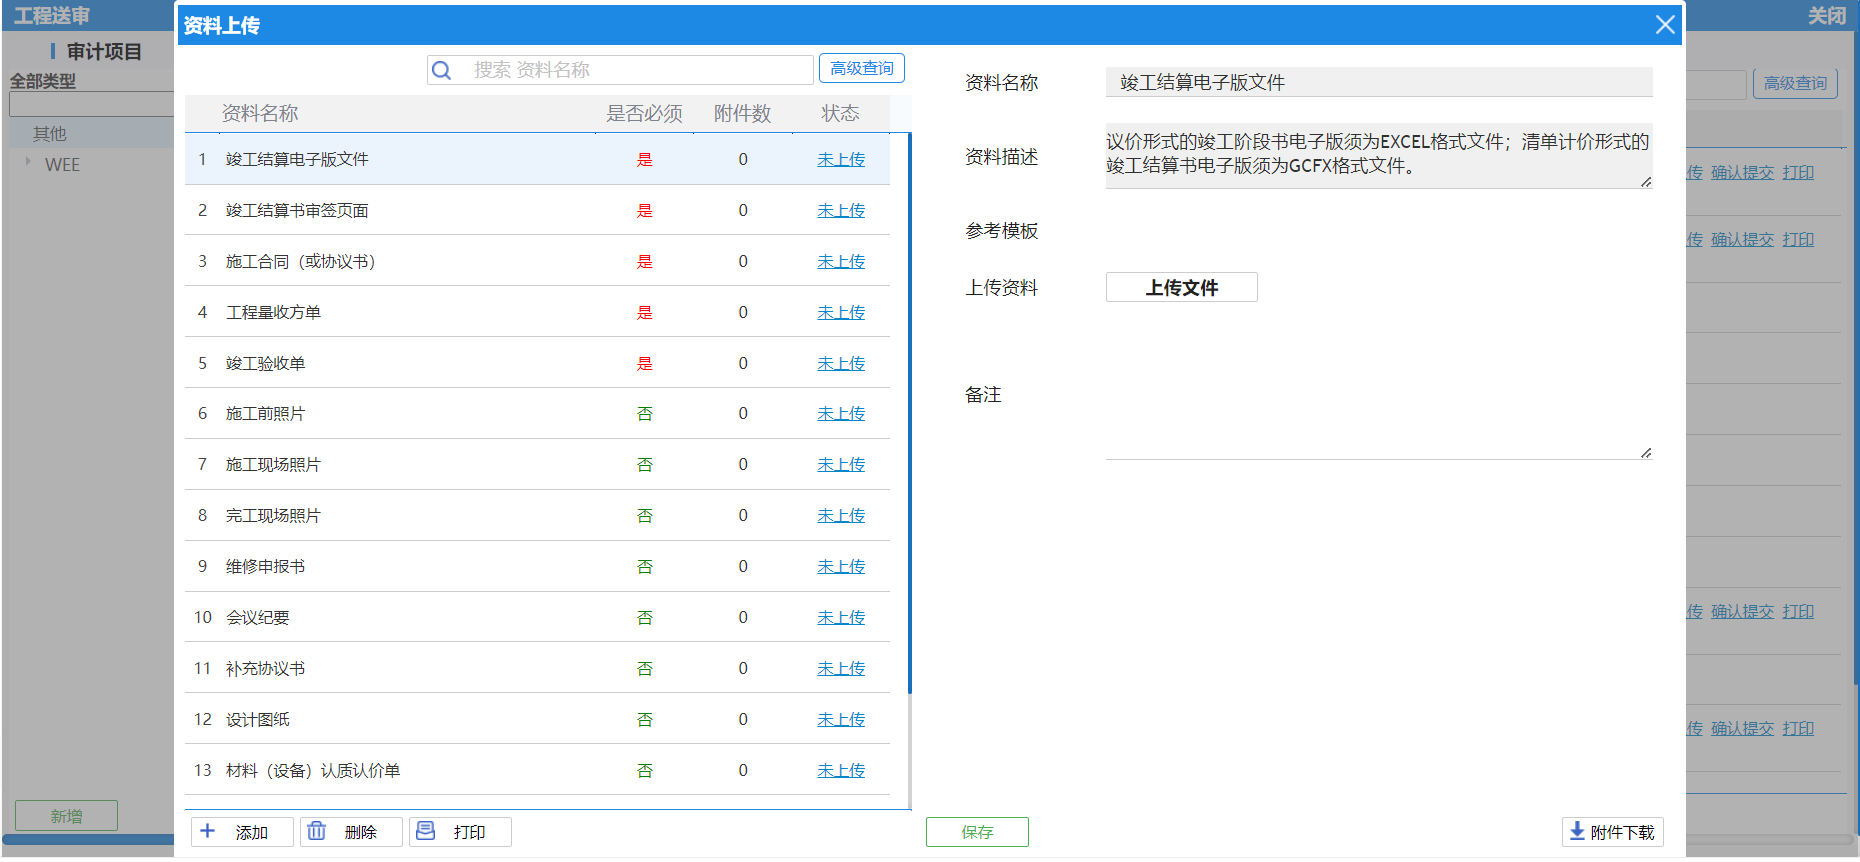 工程送审
关闭
审计项目
全部类型
其他
WEE
新增
高级查询
传 确认提交 打印
传 确认提交 打印
传 确认提交 打印
传 确认提交 打印
资料上传
搜索 资料名称
高级查询
资料名称 是否必须 附件数 状态
1 竣工结算电子版文件 是 0 未上传
2 竣工结算书审签页面 是 0 未上传
3 施工合同（或协议书） 是 0 未上传
4 工程量收方单 是 0 未上传
5 竣工验收单 是 0 未上传
6 施工前照片 否 0 未上传
7 施工现场照片 否 0 未上传
8 完工现场照片 否 0 未上传
9 维修申报书 否 0 未上传
10 会议纪要 否 0 未上传
11 补充协议书 否 0 未上传
12 设计图纸 否 0 未上传
13 材料（设备）认质认价单 否 0 未上传
添加 删除 打印
资料名称 竣工结算电子版文件
资料描述
议价形式的竣工阶段书电子版须为EXCEL格式文件；清单计价形式的
竣工结算书电子版须为GCFX格式文件。
参考模板
上传资料 上传文件
备注
保存
附件下载